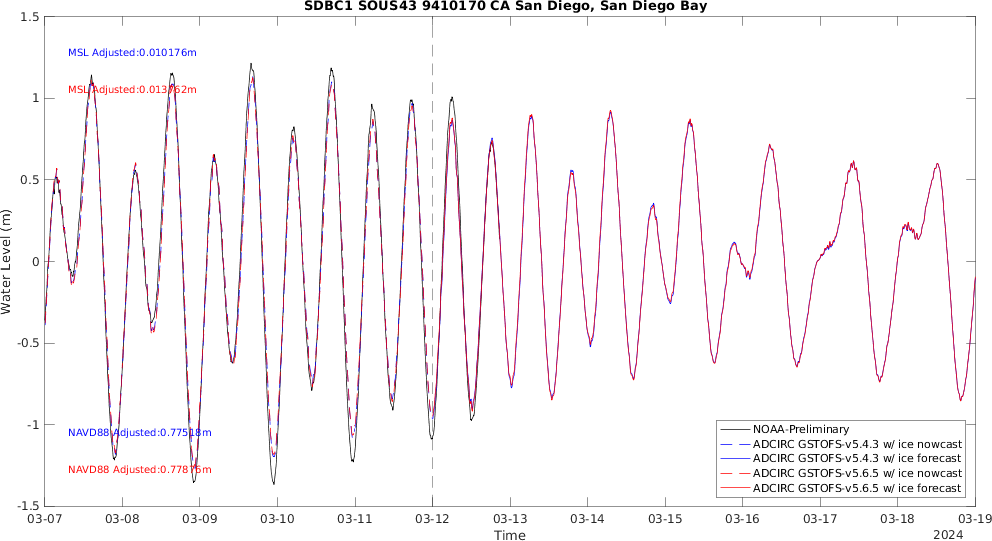 SDBC1 SOUS43 9410170 CA San Diego, San Diego Bay
1.5
MSL Adjusted:0.010176m
MSL Adjusted:0.013762m
1
0.5
0
-0.5
-1
-1.5
Water Level (m)
NAVD88 Adjusted:0.77518m
NAVD88 Adjusted:0.77876m
NOAA-Preliminary
ADCIRC GSTOFS-v5.4.3 w/ ice nowcast
ADCIRC GSTOFS-v5.4.3 w/ ice forecast
ADCIRC GSTOFS-v5.6.5 w/ ice nowcast
ADCIRC GSTOFS-v5.6.5 w/ ice forecast
03-07 03-08 03-09 03-10 03-11 03-12 03-13 03-14 03-15 03-16 03-17 03-18 03-19
Time
2024